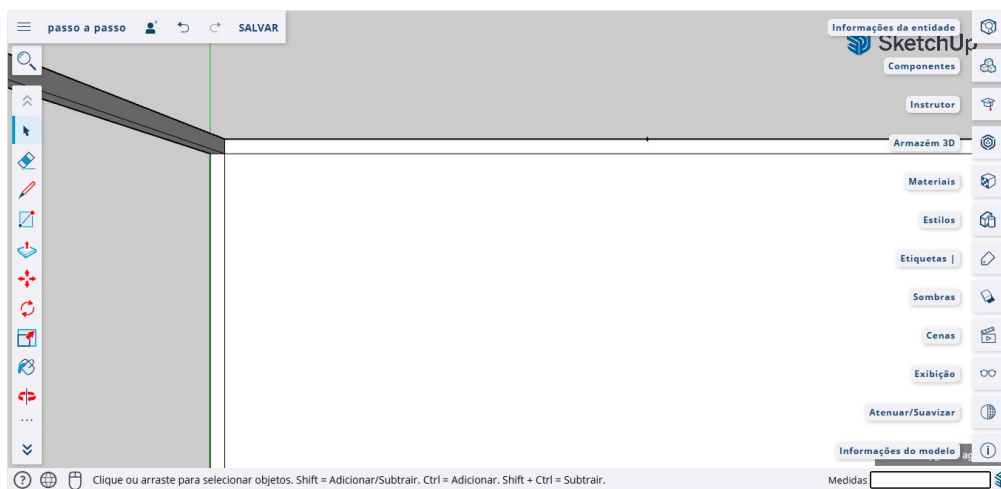 passo a passo SALVAR
Informações da entidade
SketchUp
Componentes
Instrutor
Armazém 3D
Materiais
Estilos
Etiquetas |
Sombras
Cenas
Exibição
Atenuar/Suavizar
Informações do modelo
Clique ou arraste para selecionar objetos. Shift = Adicionar/Subtrair. Ctrl = Adicionar. Shift + Ctrl = Subtrair.
Medidas